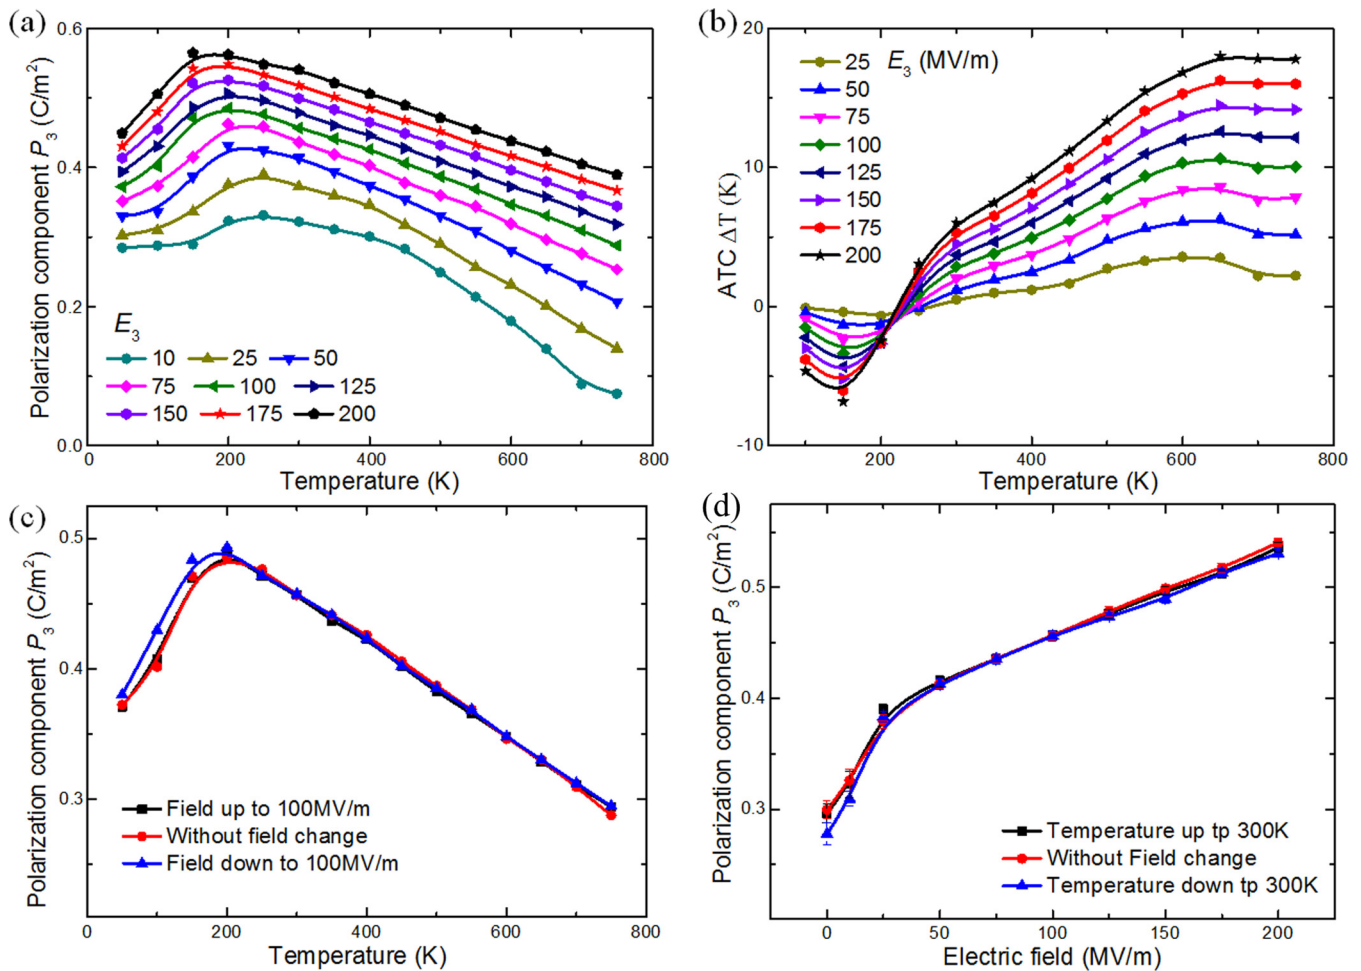 (a)
Polarization component P3 (C/m2)
0.6
0.4
0.2
0.0
E3
10 25 50
75 100 125
150 175 200
0 200 400 600 800
Temperature (K)
(b)
ATC ΔT (K)
20
10
0
-10
E3 (MV/m)
25
50
75
100
125
150
175
200
200 400 600 800
Temperature (K)
(c)
Polarization component P3 (C/m2)
0.5
0.4
0.3
Field up to 100MV/m
Without field change
Field down to 100MV/m
0 200 400 600 800
Temperature (K)
(d)
Polarization component P3 (C/m2)
0.5
0.4
0.3
Temperature up tp 300K
Without Field change
Temperature down tp 300K
0 50 100 150 200
Electric field (MV/m)